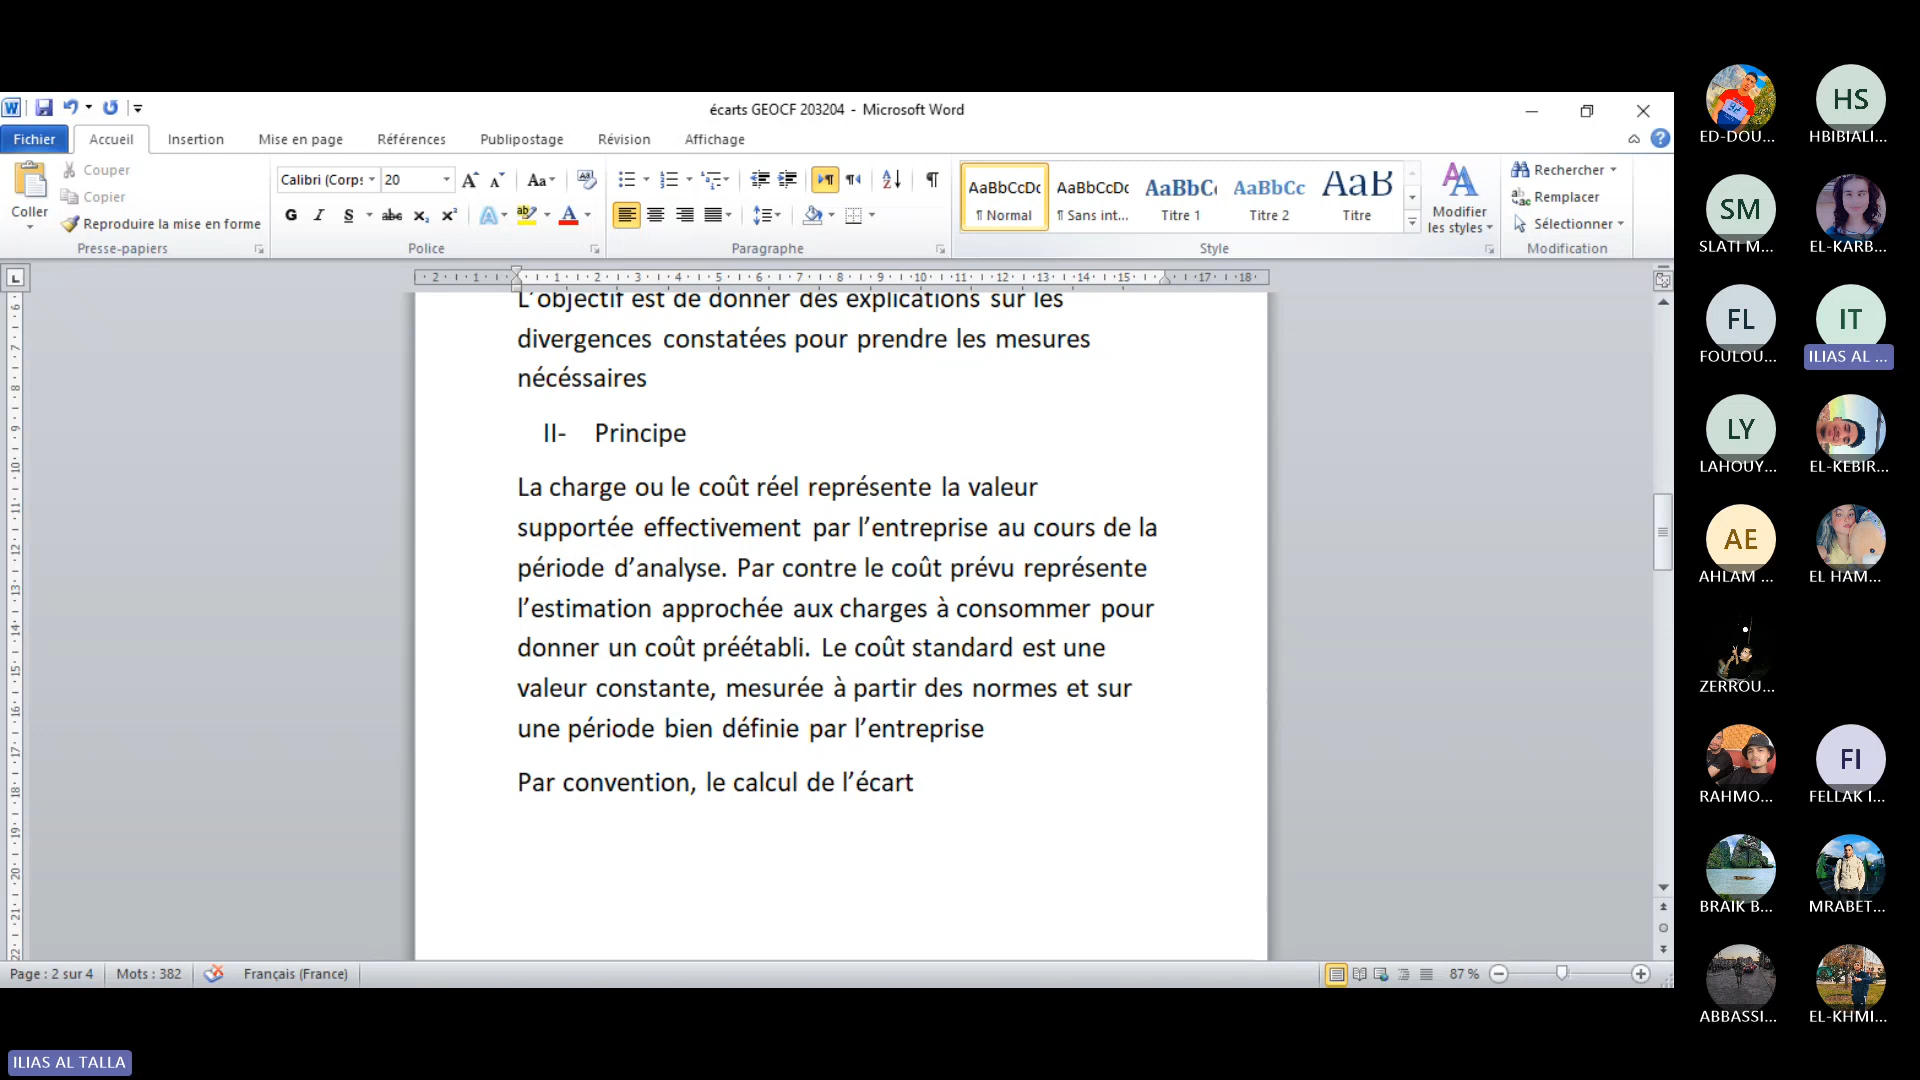 écarts GEOCF 203204 - Microsoft Word
Fichier Accueil Insertion Mise en page Références Publipostage Révision Affichage
Coller
Couper
Copier
Reproduire la mise en forme
Presse-papiers
Calibri (Corps 20
G I S abc x₂ x²
Police
Paragraphe
AaBbCcDc AaBbCcDc AaBbC AaBbCc AaB
¶ Normal ¶ Sans int... Titre 1 Titre 2 Titre
Modifier
les styles
Style
Rechercher
Remplacer
Sélectionner
Modification
L'objectif est de donner des explications sur les
divergences constatées pour prendre les mesures
nécéssaires
II- Principe
La charge ou le coût réel représente la valeur
supportée effectivement par l'entreprise au cours de la
période d'analyse. Par contre le coût prévu représente
l'estimation approchée aux charges à consommer pour
donner un coût préétabli. Le coût standard est une
valeur constante, mesurée à partir des normes et sur
une période bien définie par l'entreprise
Par convention, le calcul de l'écart
Page : 2 sur 4 Mots : 382 Français (France) 87 %
ILIAS AL TALLA
ED-DOU...
HS
HBIBIALI...
SM
SLATI M...
EL-KARB...
FL
FOULOU...
IT
ILIAS AL ...
LY
LAHOUY...
EL-KEBIR...
AE
AHLAM ...
EL HAM...
ZERROU...
RAHMO...
FI
FELLAK I...
BRAIK B...
MRABET...
ABBASSI...
EL-KHMI...